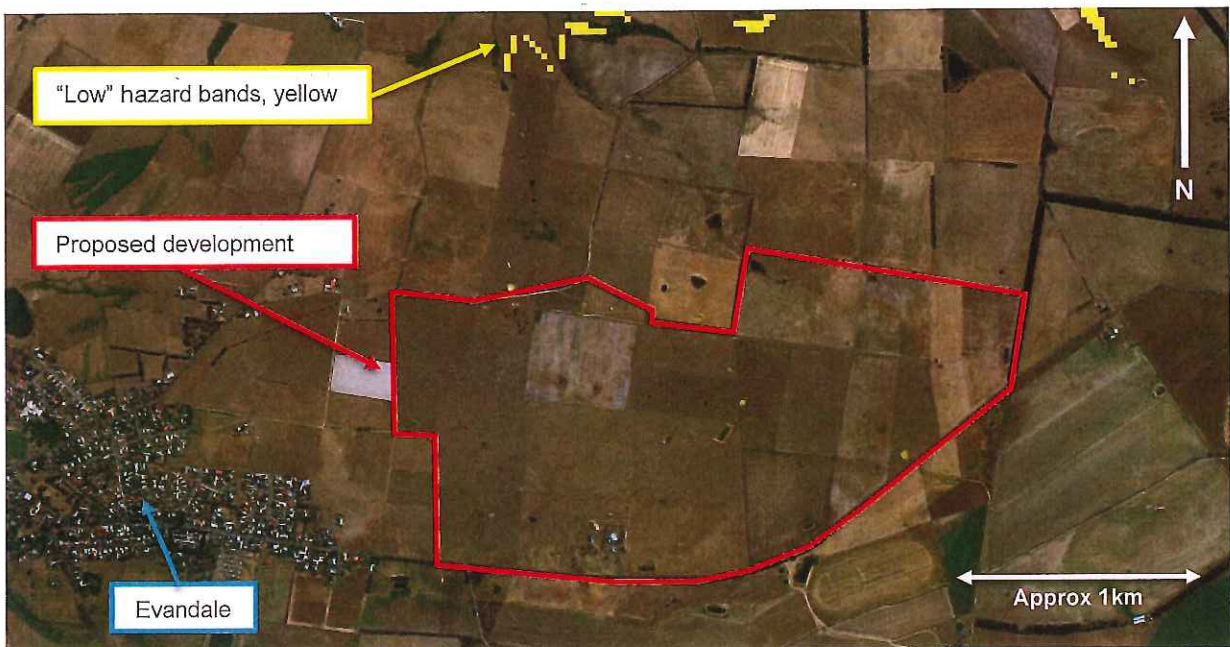 "Low" hazard bands, yellow
N
Proposed development
Evandale
Approx 1km